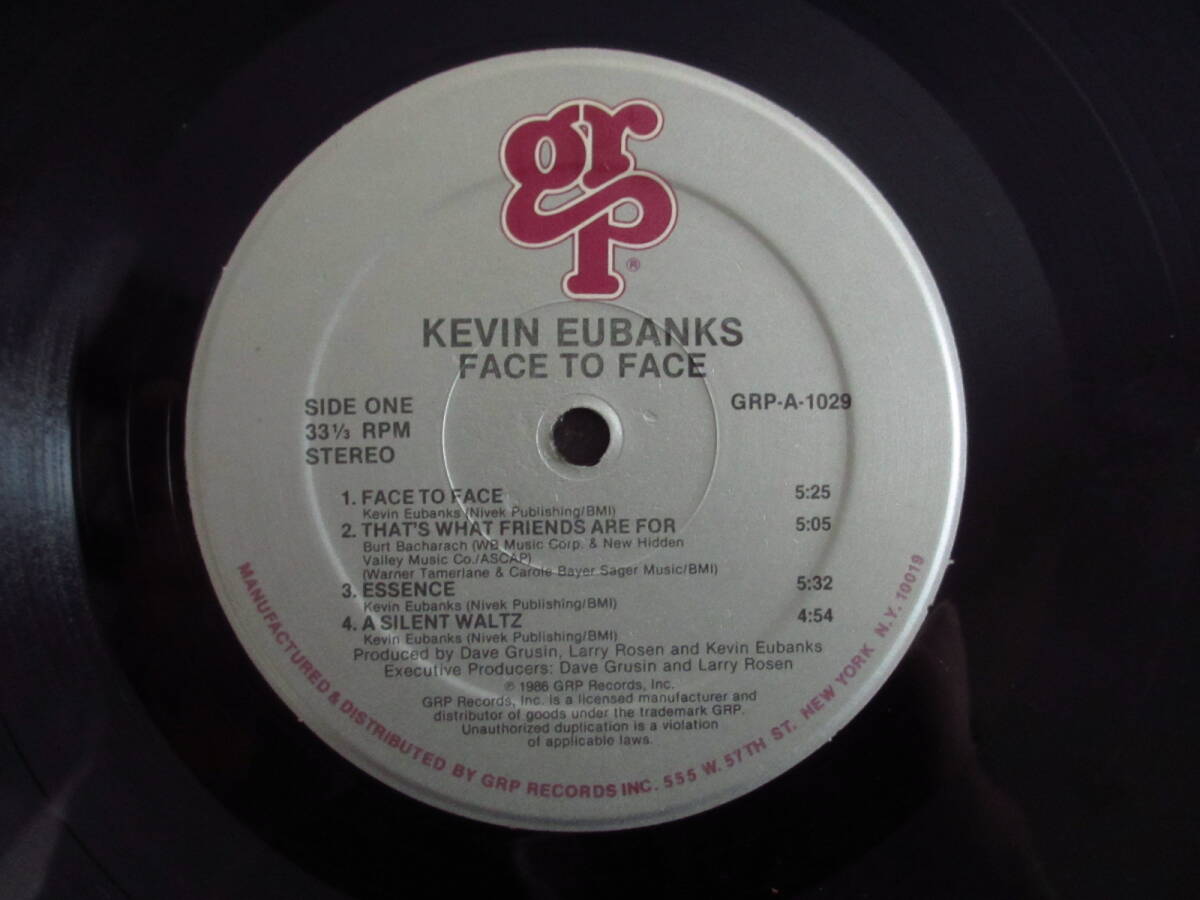 grp®
KEVIN EUBANKS
FACE TO FACE
SIDE ONE
GRP-A-1029
33⅓ RPM
STEREO
1. FACE TO FACE 5:25
Kevin Eubanks (Nivek Publishing/BMI)
2. THAT'S WHAT FRIENDS ARE FOR 5:05
Burt Bacharach (WB Music Corp. & New Hidden
Valley Music Co./ASCAP)
(Warner Tamerlane & Carole Bayer Sager Music/BMI)
3. ESSENCE 5:32
Kevin Eubanks (Nivek Publishing/BMI)
4. A SILENT WALTZ 4:54
Kevin Eubanks (Nivek Publishing/BMI)
Produced by Dave Grusin, Larry Rosen and Kevin Eubanks
Executive Producers: Dave Grusin and Larry Rosen
℗ 1986 GRP Records, Inc.
GRP Records, Inc. is a licensed manufacturer and
distributor of goods under the trademark GRP.
Unauthorized duplication is a violation
of applicable laws.
MANUFACTURED & DISTRIBUTED BY GRP RECORDS INC. 555 W. 57TH ST. NEW YORK N.Y. 10019